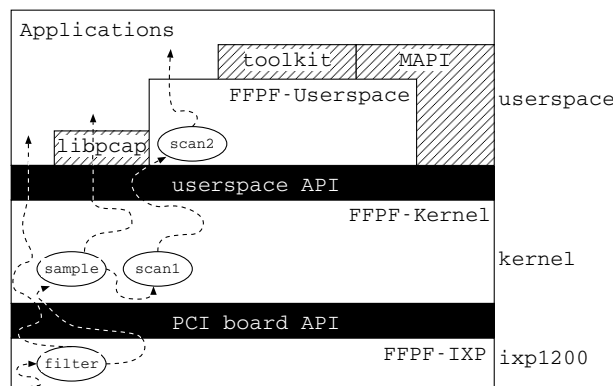 Applications
toolkit
MAPI
FFPF-Userspace
userspace
libpcap
scan2
userspace API
FFPF-Kernel
sample
scan1
kernel
PCI board API
FFPF-IXP
ixp1200
filter